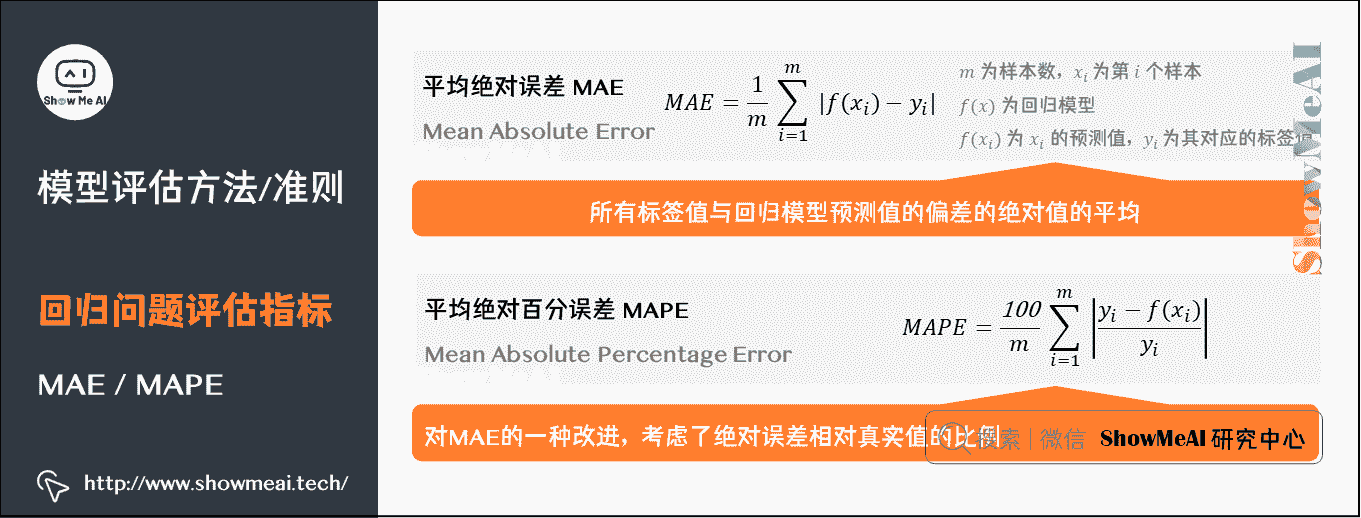 Show Me AI
模型评估方法/准则
回归问题评估指标
MAE / MAPE
http://www.showmeai.tech/
平均绝对误差 MAE
Mean Absolute Error
MAE = \frac{1}{m} \sum_{i=1}^{m} |f(x_i) − y_i|
m 为样本数，x_i 为第 i 个样本
f(x) 为回归模型
f(x_i) 为 x_i 的预测值，y_i 为其对应的标签值
所有标签值与回归模型预测值的偏差的绝对值的平均
平均绝对百分误差 MAPE
Mean Absolute Percentage Error
MAPE = \frac{100}{m} \sum_{i=1}^{m} |\frac{y_i − f(x_i)}{y_i}|
对MAE的一种改进，考虑了绝对误差相对真实值的比例
搜索 | 微信 ShowMeAI 研究中心
ShowMeAI